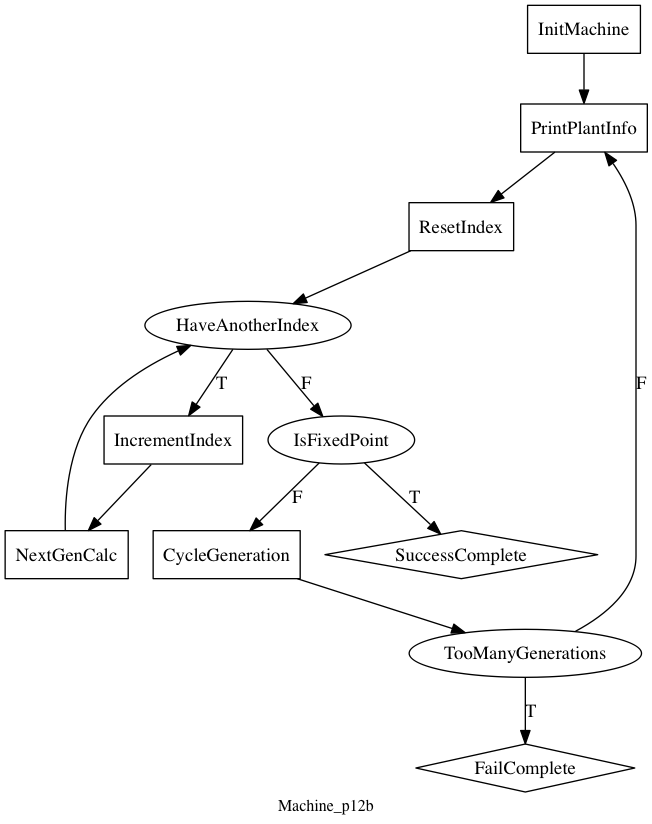 InitMachine
PrintPlantInfo
ResetIndex
HaveAnotherIndex
T
F
F
IncrementIndex
IsFixedPoint
F
T
NextGenCalc
CycleGeneration
SuccessComplete
TooManyGenerations
T
FailComplete
Machine_p12b